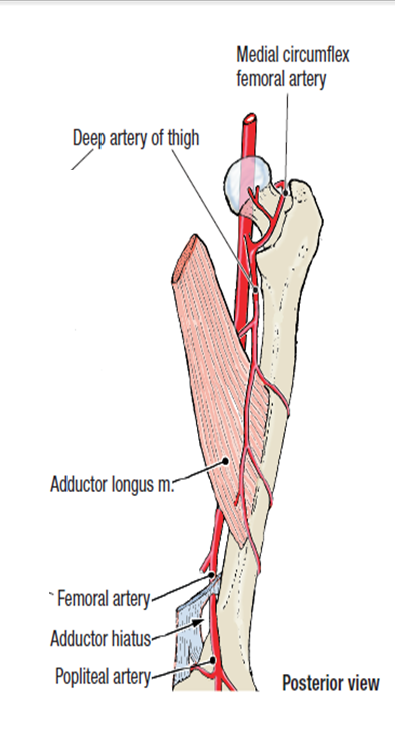 Medial circumflex
femoral artery
Deep artery of thigh
Adductor longus m.
Femoral artery
Adductor hiatus
Popliteal artery
Posterior view